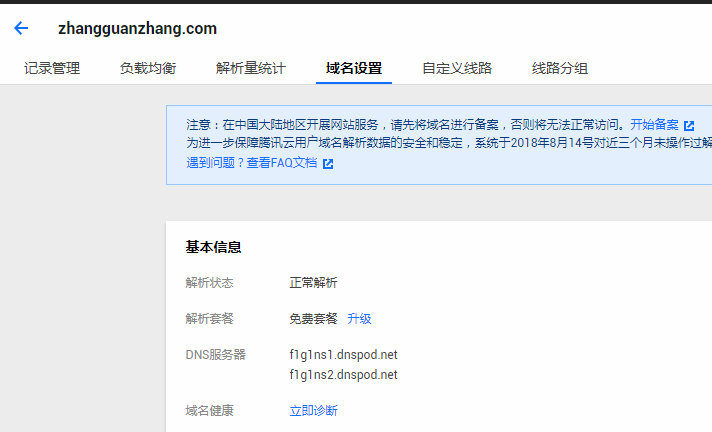 zhangguanzhang.com
记录管理 负载均衡 解析量统计 域名设置 自定义线路 线路分组
注意：在中国大陆地区开展网站服务，请先将域名进行备案，否则将无法正常访问。开始备案
为进一步保障腾讯云用户域名解析数据的安全和稳定，系统于2018年8月14号对近三个月未操作过解
遇到问题？查看FAQ文档
基本信息
解析状态 正常解析
解析套餐 免费套餐 升级
DNS服务器 f1g1ns1.dnspod.net
f1g1ns2.dnspod.net
域名健康 立即诊断